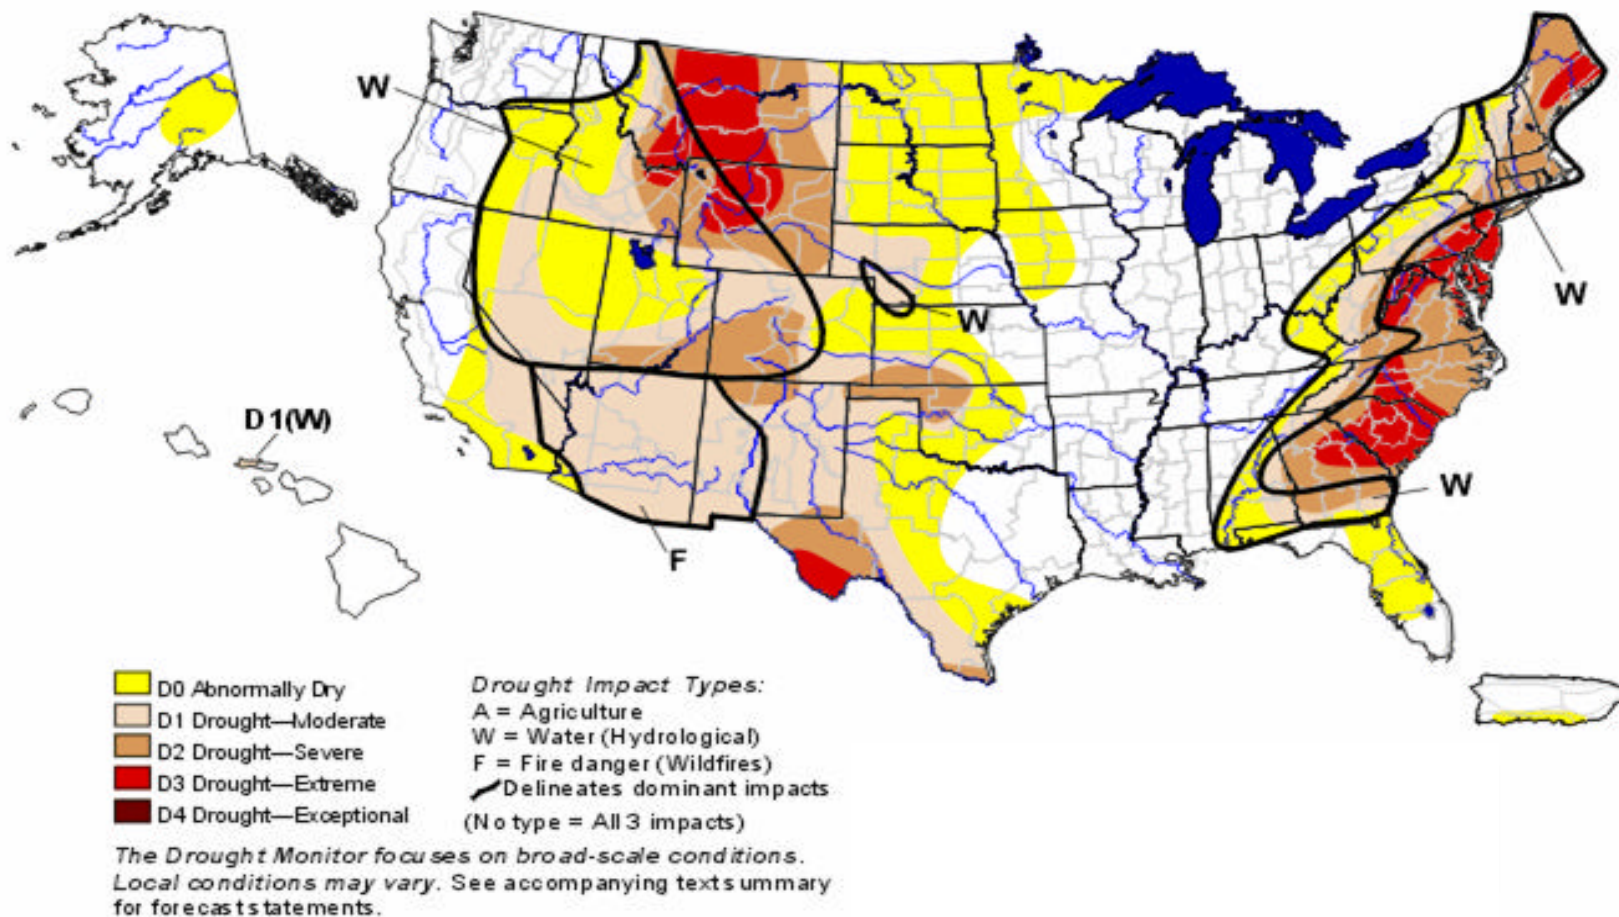 W
W
W
D1(W)
W
F
D0 Abnormally Dry
D1 Drought—Moderate
D2 Drought—Severe
D3 Drought—Extreme
D4 Drought—Exceptional
Drought Impact Types:
A = Agriculture
W = Water (Hydrological)
F = Fire danger (Wildfires)
Delineates dominant impacts
(No type = All 3 impacts)
The Drought Monitor focuses on broad-scale conditions.
Local conditions may vary. See accompanying text summary
for forecast statements.